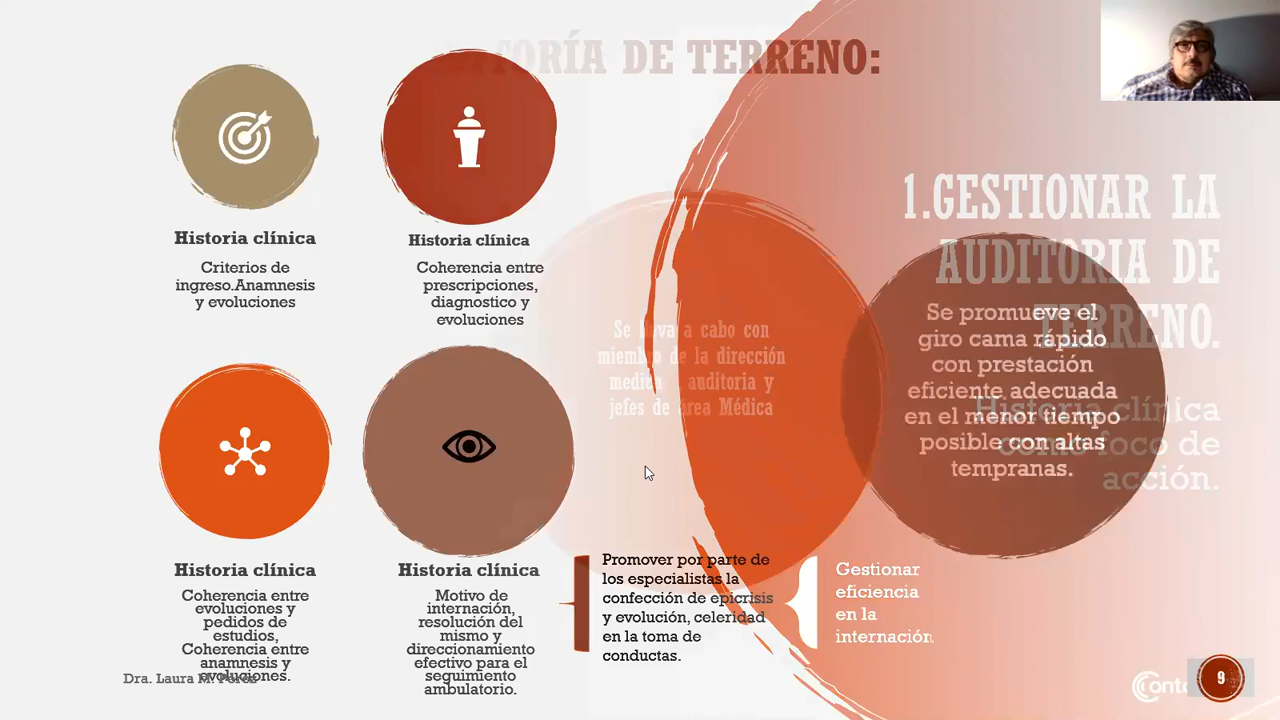 DE TERRENO:
1.GESTIONAR LA
AUDITORIA DE
TERRENO.
Historia clínica
como foco de
acción.
Historia clínica
Criterios de
ingreso.Anamnesis
y evoluciones
Historia clínica
Coherencia entre
prescripciones,
diagnostico y
evoluciones
Se lleva a cabo con
miembros de la dirección
medica auditoria y
jefes de área Médica
Se promueve el
giro cama rápido
con prestación
eficiente adecuada
en el menor tiempo
posible con altas
tempranas.
Historia clínica
Coherencia entre
evoluciones y
pedidos de
estudios,
Coherencia entre
anamnesis y
evoluciones.
Historia clínica
Motivo de
internación,
resolución del
mismo y
direccionamiento
efectivo para el
seguimiento
ambulatorio.
Promover por parte de
los especialistas la
confección de epicrisis
y evolución, celeridad
en la toma de
conductas.
Gestionar
eficiencia
en la
internación.
Dra. Laura M. Perez
9